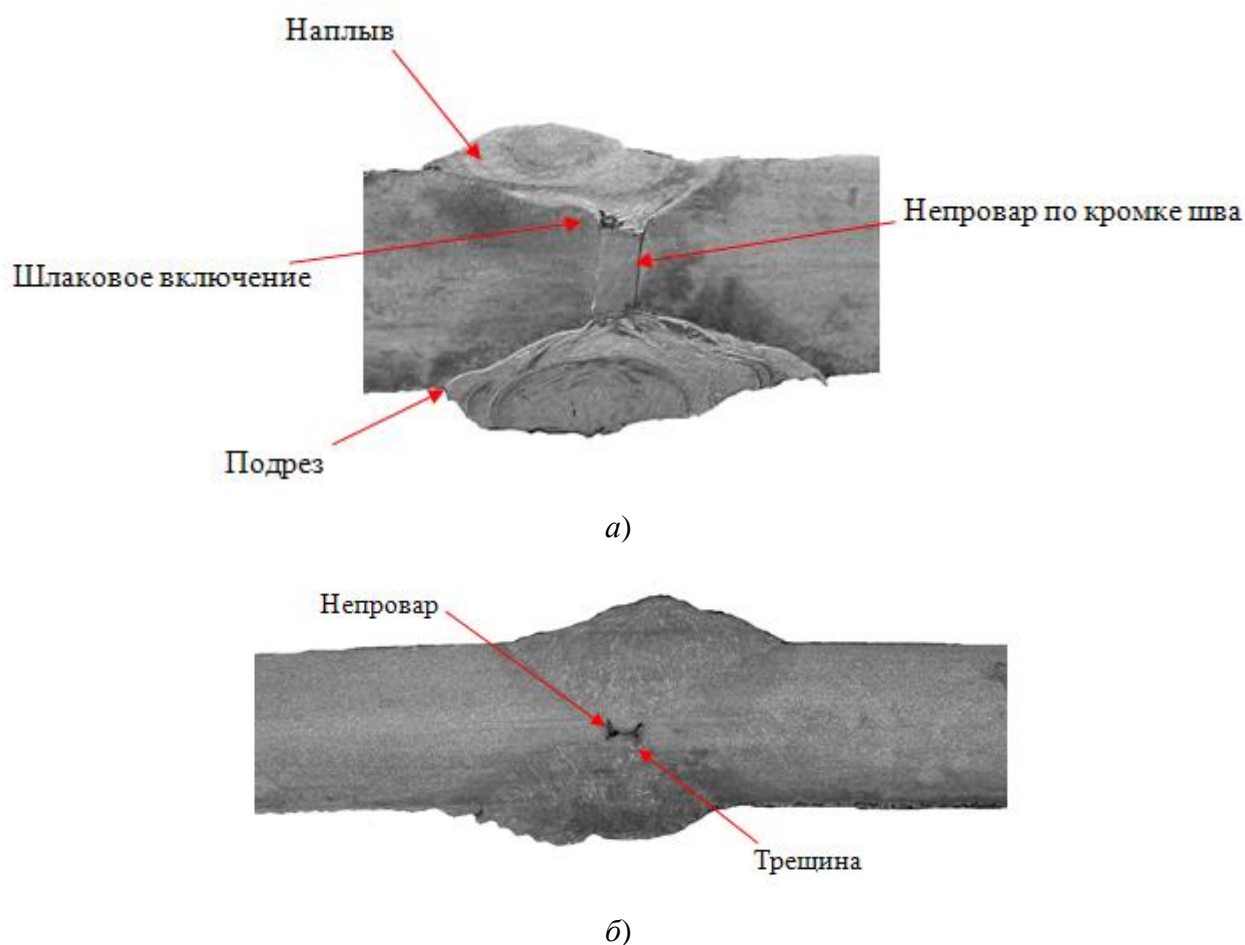 Наплыв
Непровар по кромке шва
Шлаковое включение
Подрез
а)
Непровар
Трещина
б)